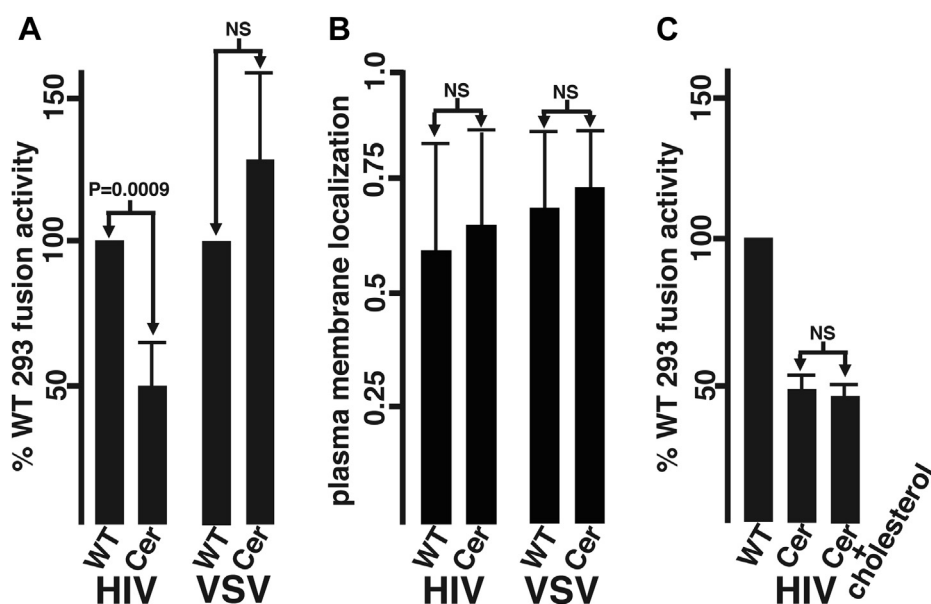 A
% WT 293 fusion activity
150
100
50
NS
P=0.0009
WT
Cer
WT
Cer
HIV
VSV
B
plasma membrane localization
1.0
0.75
0.5
0.25
NS
NS
WT
Cer
WT
Cer
HIV
VSV
C
% WT 293 fusion activity
150
100
50
NS
WT
Cer
Cer
+
cholesterol
HIV